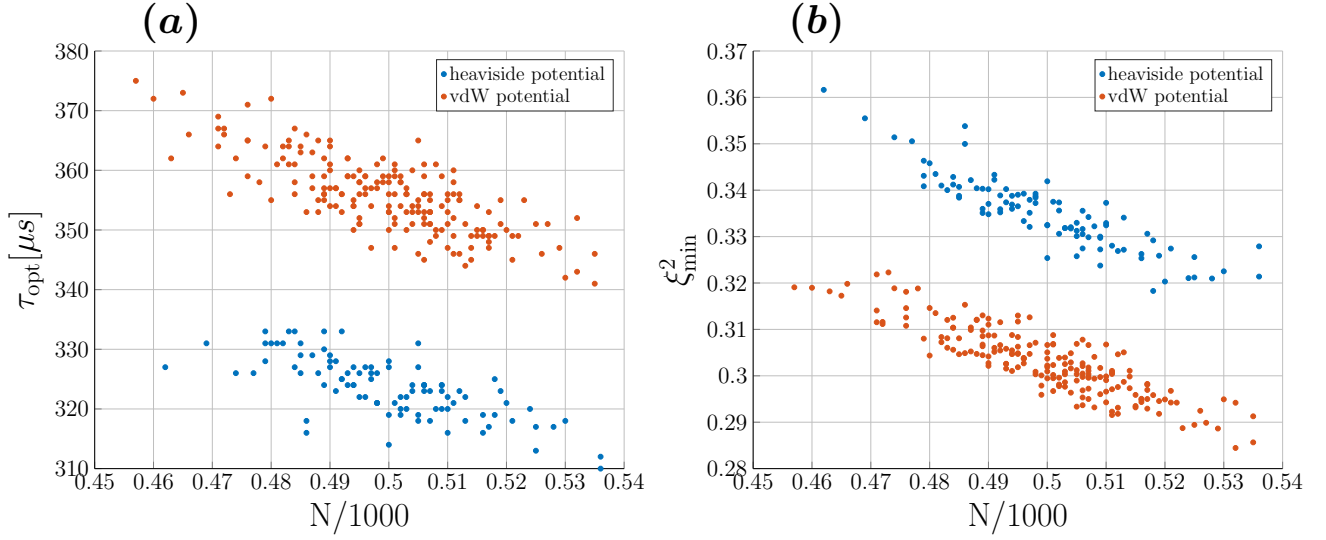 (a)
380
370
360
350
340
330
320
310
τopt[μs]
0.45 0.46 0.47 0.48 0.49 0.5 0.51 0.52 0.53 0.54
N/1000
heaviside potential
vdW potential
(b)
0.37
0.36
0.35
0.34
0.33
0.32
0.31
0.3
0.29
0.28
ξ²min
0.45 0.46 0.47 0.48 0.49 0.5 0.51 0.52 0.53 0.54
N/1000
heaviside potential
vdW potential